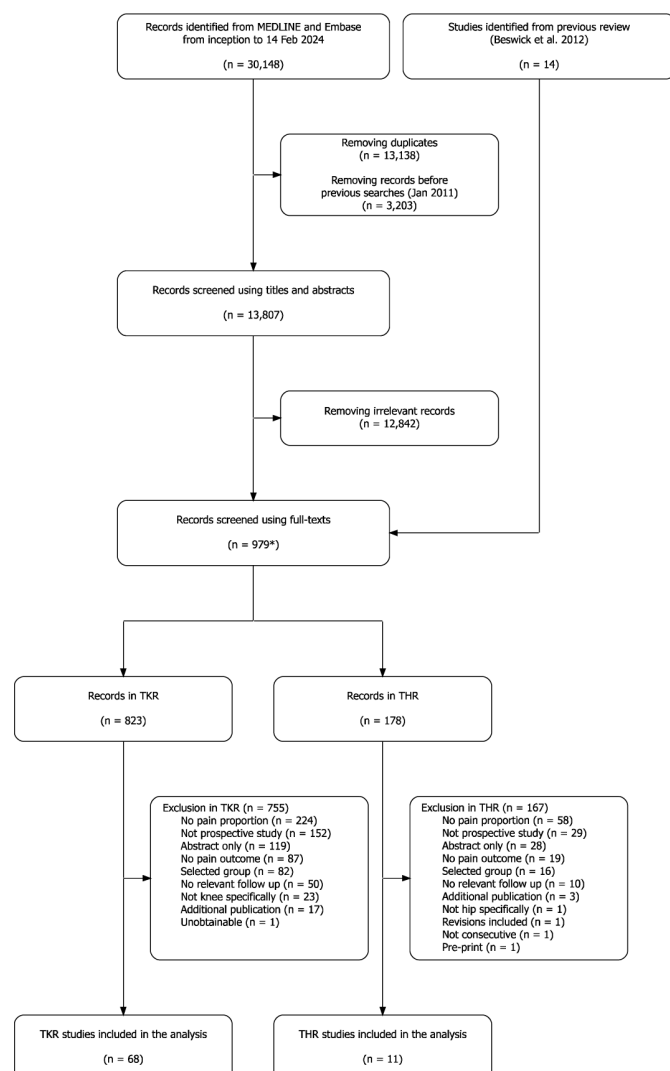 Records identified from MEDLINE and Embase
from inception to 14 Feb 2024
(n = 30,148)
Studies identified from previous review
(Beswick et al. 2012)
(n = 14)
Removing duplicates
(n = 13,138)
Removing records before
previous searches (Jan 2011)
(n = 3,203)
Records screened using titles and abstracts
(n = 13,807)
Removing irrelevant records
(n = 12,842)
Records screened using full-texts
(n = 979*)
Records in TKR
(n = 823)
Records in THR
(n = 178)
Exclusion in TKR (n = 755)
No pain proportion (n = 224)
Not prospective study (n = 152)
Abstract only (n = 119)
No pain outcome (n = 87)
Selected group (n = 82)
No relevant follow up (n = 50)
Not knee specifically (n = 23)
Additional publication (n = 17)
Unobtainable (n = 1)
Exclusion in THR (n = 167)
No pain proportion (n = 58)
Not prospective study (n = 29)
Abstract only (n = 28)
No pain outcome (n = 19)
Selected group (n = 16)
No relevant follow up (n = 10)
Additional publication (n = 3)
Not hip specifically (n = 1)
Revisions included (n = 1)
Not consecutive (n = 1)
Pre-print (n = 1)
TKR studies included in the analysis
(n = 68)
THR studies included in the analysis
(n = 11)